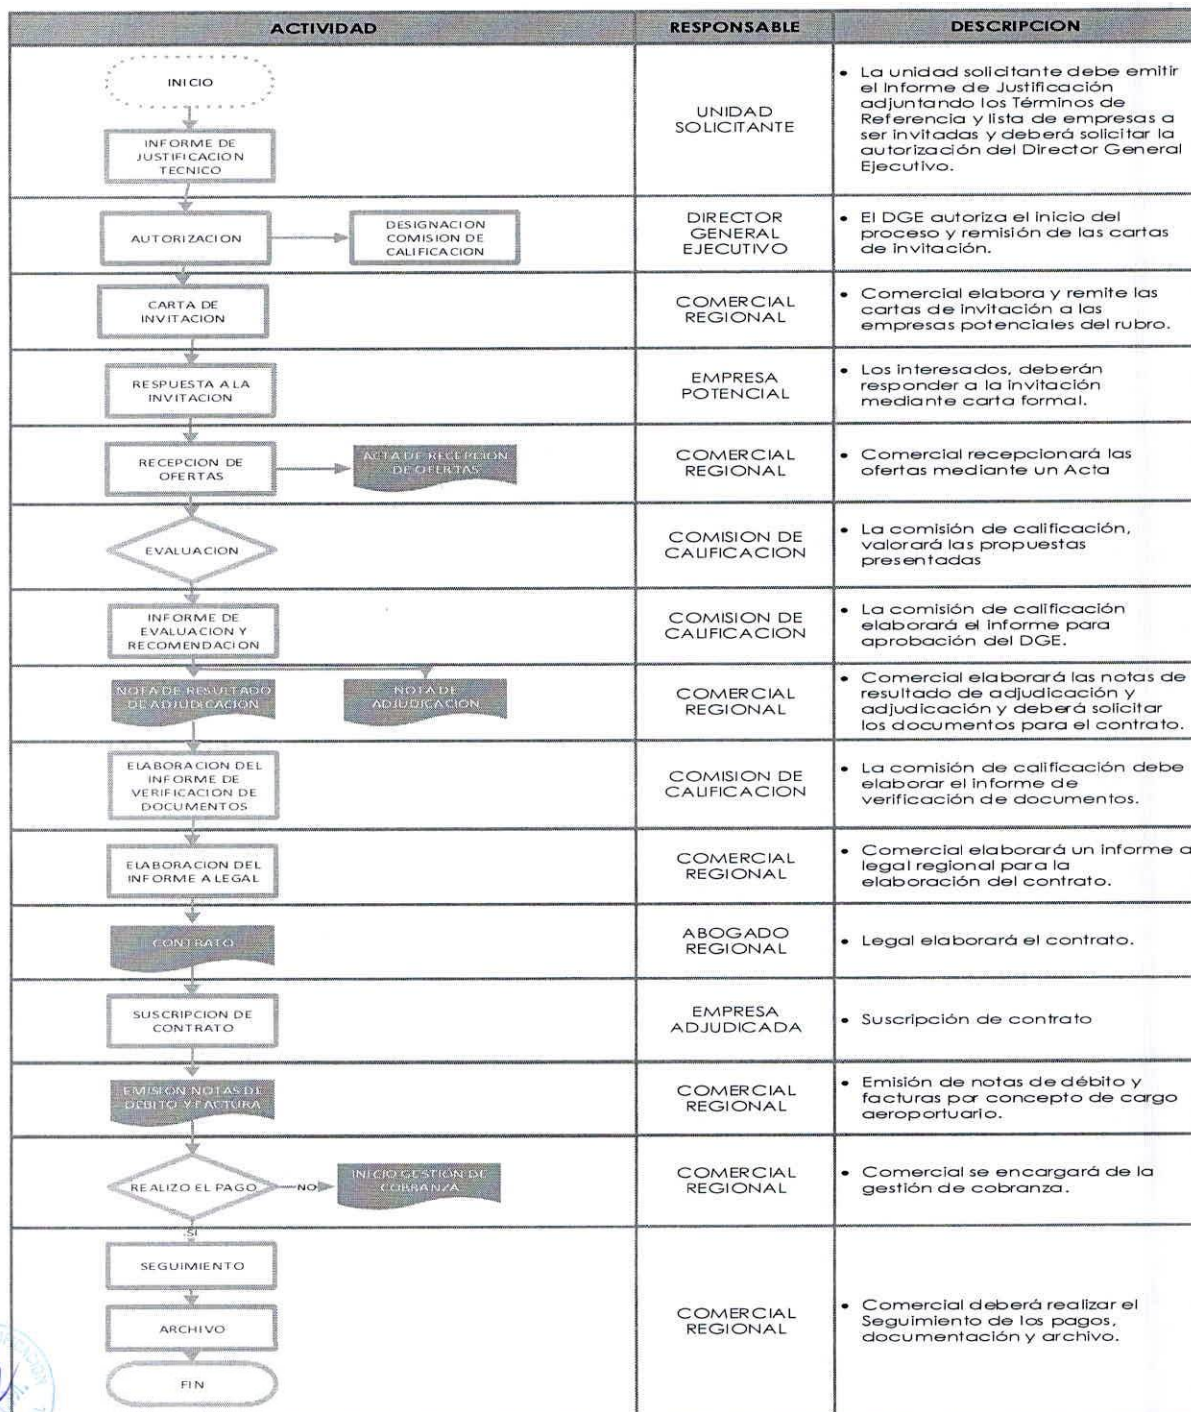 ACTIVIDAD RESPONSABLE DESCRIPCION
INICIO
INFORME DE
JUSTIFICACION
TECNICO
UNIDAD
SOLICITANTE
• La unidad solicitante debe emitir
el Informe de Justificación
adjuntando los Términos de
Referencia y lista de empresas a
ser invitadas y deberá solicitar la
autorización del Director General
Ejecutivo.
AUTORIZACION
DESIGNACION
COMISION DE
CALIFICACION
DIRECTOR
GENERAL
EJECUTIVO
• El DGE autoriza el inicio del
proceso y remisión de las cartas
de invitación.
CARTA DE
INVITACION
COMERCIAL
REGIONAL
• Comercial elabora y remite las
cartas de invitación a las
empresas potenciales del rubro.
RESPUESTA A LA
INVITACION
EMPRESA
POTENCIAL
• Los interesados, deberán
responder a la invitación
mediante carta formal.
RECEPCION DE
OFERTAS
ACTA DE RECEPCION
DE OFERTAS
COMERCIAL
REGIONAL
• Comercial recepcionará las
ofertas mediante un Acta
EVALUACION
COMISION DE
CALIFICACION
• La comisión de calificación,
valorará las propuestas
presentadas
INFORME DE
EVALUACION Y
RECOMENDACION
COMISION DE
CALIFICACION
• La comisión de calificación
elaborará el informe para
aprobación del DGE.
NOTA DE RESULTADO
DE ADJUDICACIÓN
NOTA DE
ADJUDICACION
COMERCIAL
REGIONAL
• Comercial elaborará las notas de
resultado de adjudicación y
adjudicación y deberá solicitar
los documentos para el contrato.
ELABORACION DEL
INFORME DE
VERIFICACION DE
DOCUMENTOS
COMISION DE
CALIFICACION
• La comisión de calificación debe
elaborar el informe de
verificación de documentos.
ELABORACION DEL
INFORME A LEGAL
COMERCIAL
REGIONAL
• Comercial elaborará un informe a
legal regional para la
elaboración del contrato.
CONTRATO
ABOGADO
REGIONAL
• Legal elaborará el contrato.
SUSCRIPCION DE
CONTRATO
EMPRESA
ADJUDICADA
• Suscripción de contrato
EMISION NOTAS DE
DEBITO Y FACTURA
COMERCIAL
REGIONAL
• Emisión de notas de débito y
facturas por concepto de cargo
aeroportuario.
REALIZO EL PAGO
NO
INICIO GESTIÓN DE
COBRANZA
COMERCIAL
REGIONAL
• Comercial se encargará de la
gestión de cobranza.
SI
SEGUIMIENTO
ARCHIVO
FIN
COMERCIAL
REGIONAL
• Comercial deberá realizar el
Seguimiento de los pagos,
documentación y archivo.